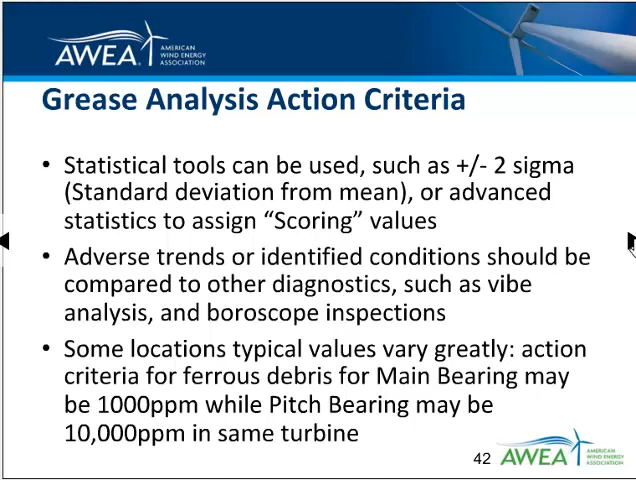 AWEA
AMERICAN
WIND ENERGY
ASSOCIATION
Grease Analysis Action Criteria
• Statistical tools can be used, such as +/- 2 sigma
(Standard deviation from mean), or advanced
statistics to assign “Scoring” values
• Adverse trends or identified conditions should be
compared to other diagnostics, such as vibe
analysis, and boroscope inspections
• Some locations typical values vary greatly: action
criteria for ferrous debris for Main Bearing may
be 1000ppm while Pitch Bearing may be
10,000ppm in same turbine
42
AWEA
AMERICAN
WIND ENERGY
ASSOCIATION